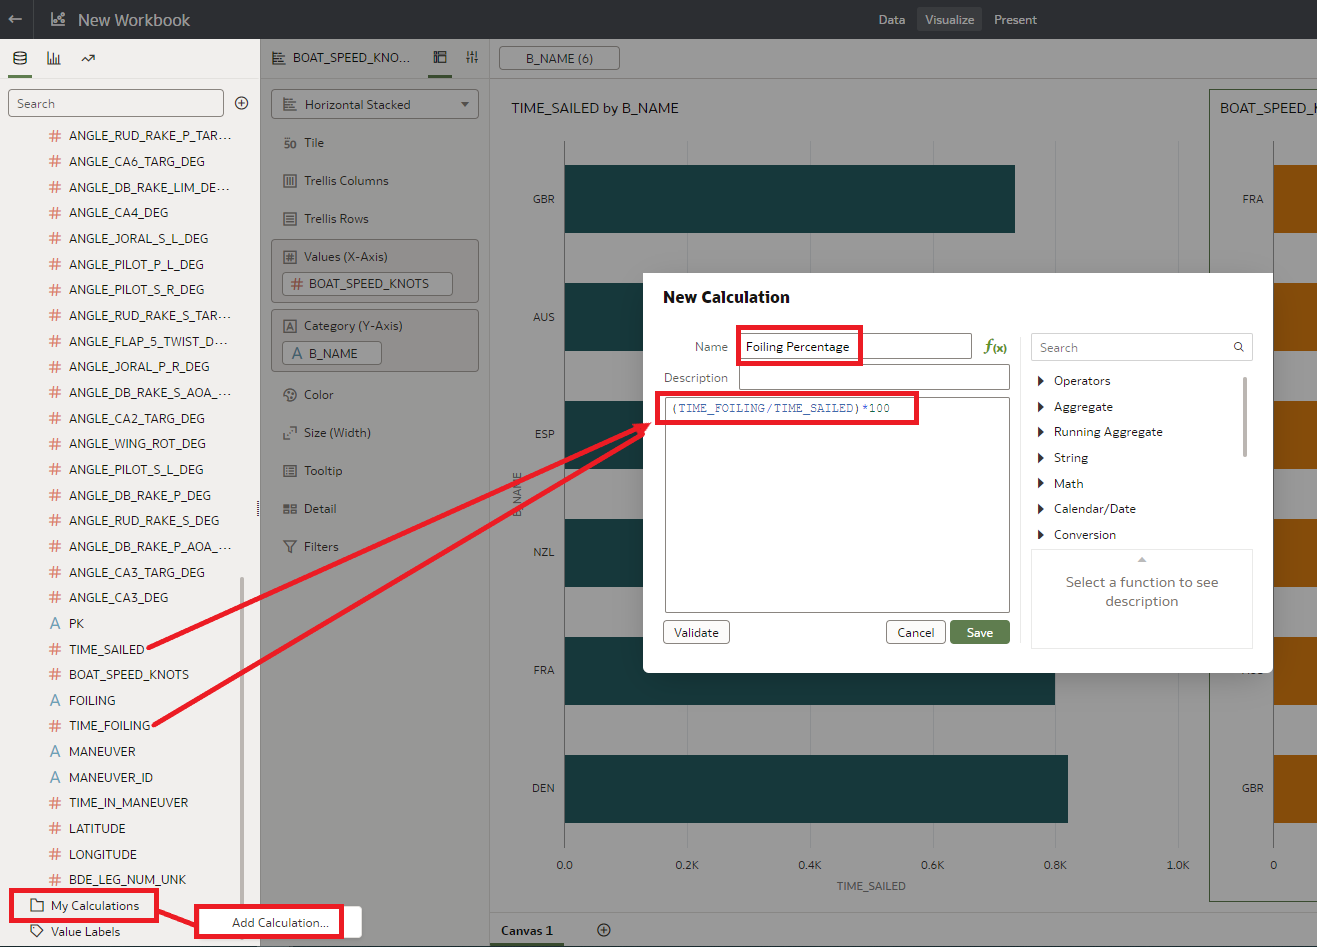 New Workbook
Data
Visualize
Present
Search
ANGLE_RUD_RAKE_P_TAR...
ANGLE_CA6_TARG_DEG
ANGLE_DB_RAKE_LIM_DE...
ANGLE_CA4_DEG
ANGLE_JORAL_S_L_DEG
ANGLE_PILOT_P_L_DEG
ANGLE_PILOT_S_R_DEG
ANGLE_RUD_RAKE_S_TAR...
ANGLE_FLAP_5_TWIST_D...
ANGLE_JORAL_P_R_DEG
ANGLE_DB_RAKE_S_AOA_...
ANGLE_CA2_TARG_DEG
ANGLE_WING_ROT_DEG
ANGLE_PILOT_S_L_DEG
ANGLE_DB_RAKE_P_DEG
ANGLE_RUD_RAKE_S_DEG
ANGLE_DB_RAKE_P_AOA_...
ANGLE_CA3_TARG_DEG
ANGLE_CA3_DEG
A PK
TIME_SAILED
BOAT_SPEED_KNOTS
A FOILING
TIME_FOILING
A MANEUVER
A MANEUVER_ID
TIME_IN_MANEUVER
LATITUDE
LONGITUDE
BDE_LEG_NUM_UNK
My Calculations
Add Calculation...
Value Labels
BOAT_SPEED_KNO...
Horizontal Stacked
50 Tile
Trellis Columns
Trellis Rows
Values (X-Axis)
# BOAT_SPEED_KNOTS
A Category (Y-Axis)
A B_NAME
Color
Size (Width)
Tooltip
Detail
Filters
B_NAME (6)
TIME_SAILED by B_NAME
GBR
AUS
ESP
NZL
FRA
DEN
B_NAME
0.0
0.2K
0.4K
0.6K
0.8K
1.0K
TIME_SAILED
BOAT_SPEED_
FRA
GBR
0
New Calculation
Name
Foiling Percentage
f(x)
Description
(TIME_FOILING/TIME_SAILED)*100
Validate
Cancel
Save
Search
Operators
Aggregate
Running Aggregate
String
Math
Calendar/Date
Conversion
Select a function to see
description
Canvas 1